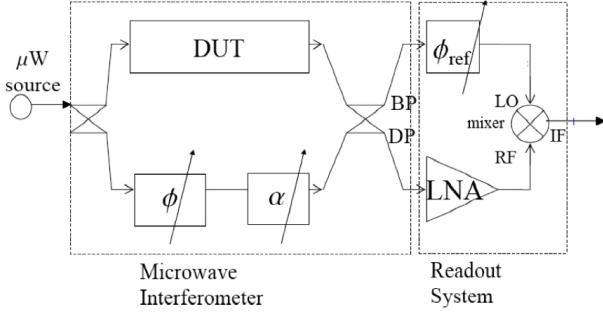 μW
source
DUT
ϕ
α
BP
DP
ϕref
LO
mixer
IF
RF
LNA
Microwave
Interferometer
Readout
System